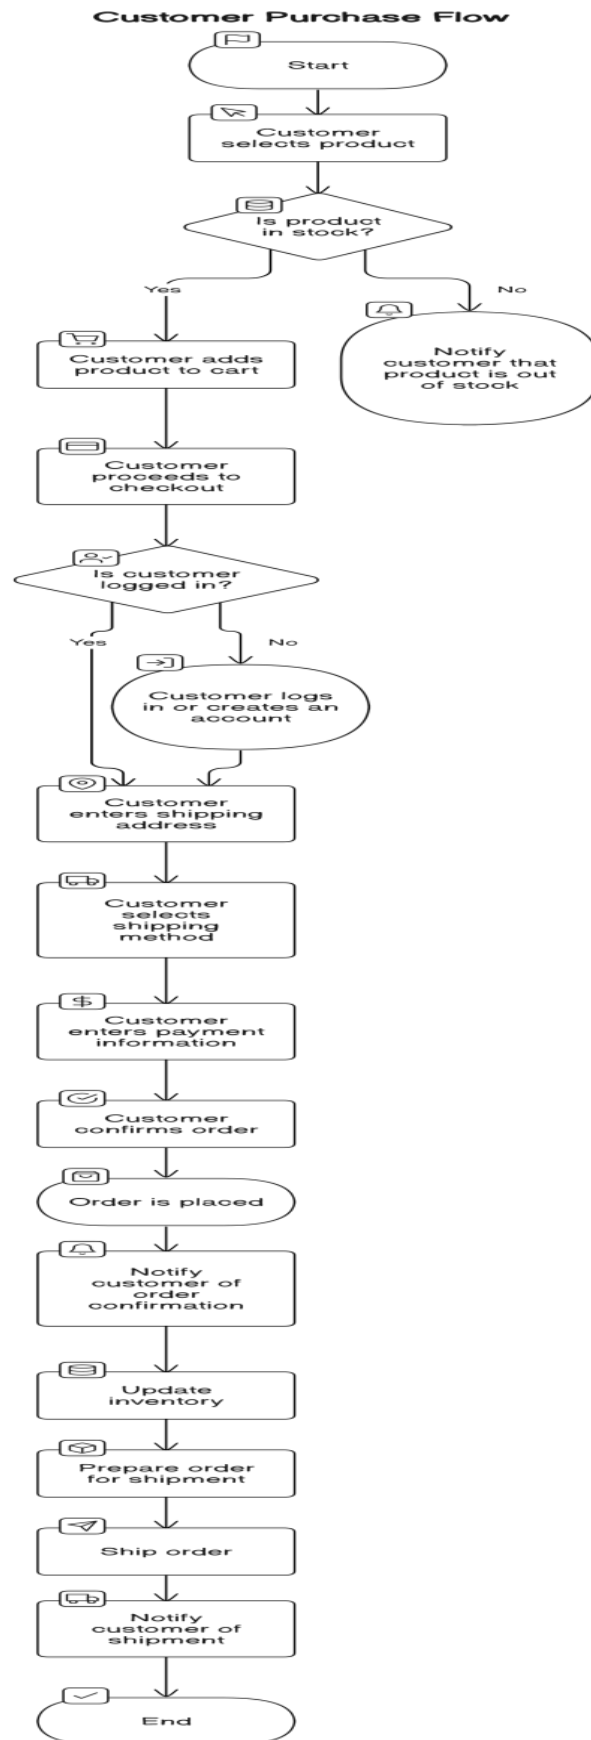 Customer Purchase Flow
Start
Customer
selects product
Is product
in stock?
Yes
No
Customer adds
product to cart
Notify
customer that
product is out
of stock
Customer
proceeds to
checkout
Is customer
logged in?
Yes
No
Customer logs
in or creates an
account
Customer
enters shipping
address
Customer
selects
shipping
method
$
Customer
enters payment
information
Customer
confirms order
Order is placed
Notify
customer of
order
confirmation
Update
inventory
Prepare order
for shipment
Ship order
Notify
customer of
shipment
End